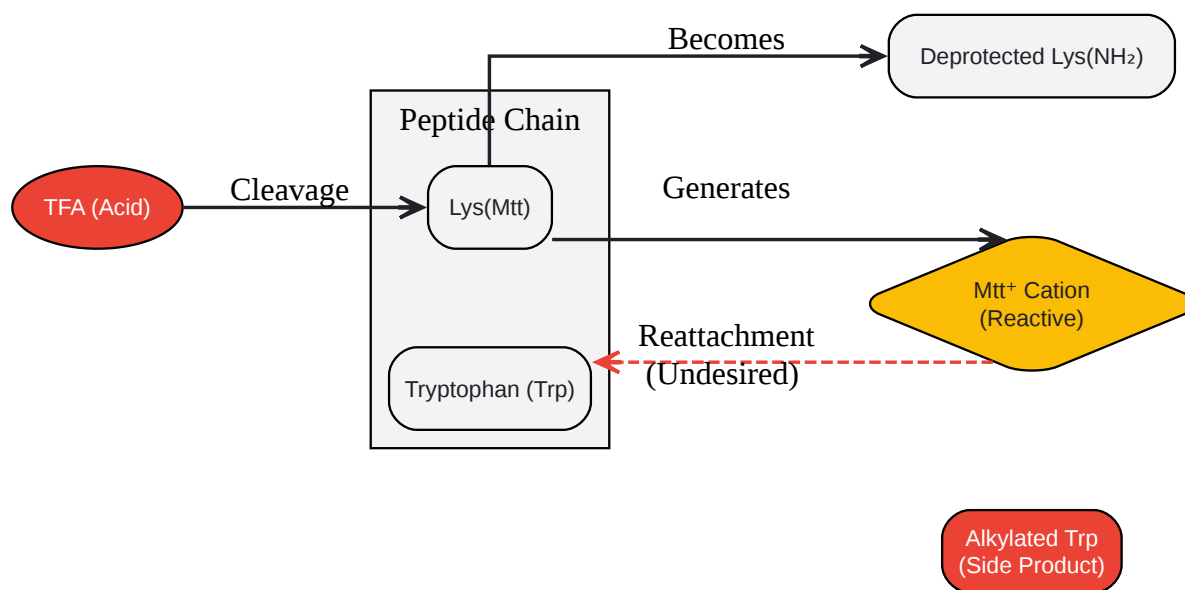 Becomes
Deprotected Lys(NH₂)
Peptide Chain
TFA (Acid)
Cleavage
Lys(Mtt)
Generates
Mtt⁺ Cation
(Reactive)
Reattachment
(Undesired)
Tryptophan (Trp)
Alkylated Trp
(Side Product)